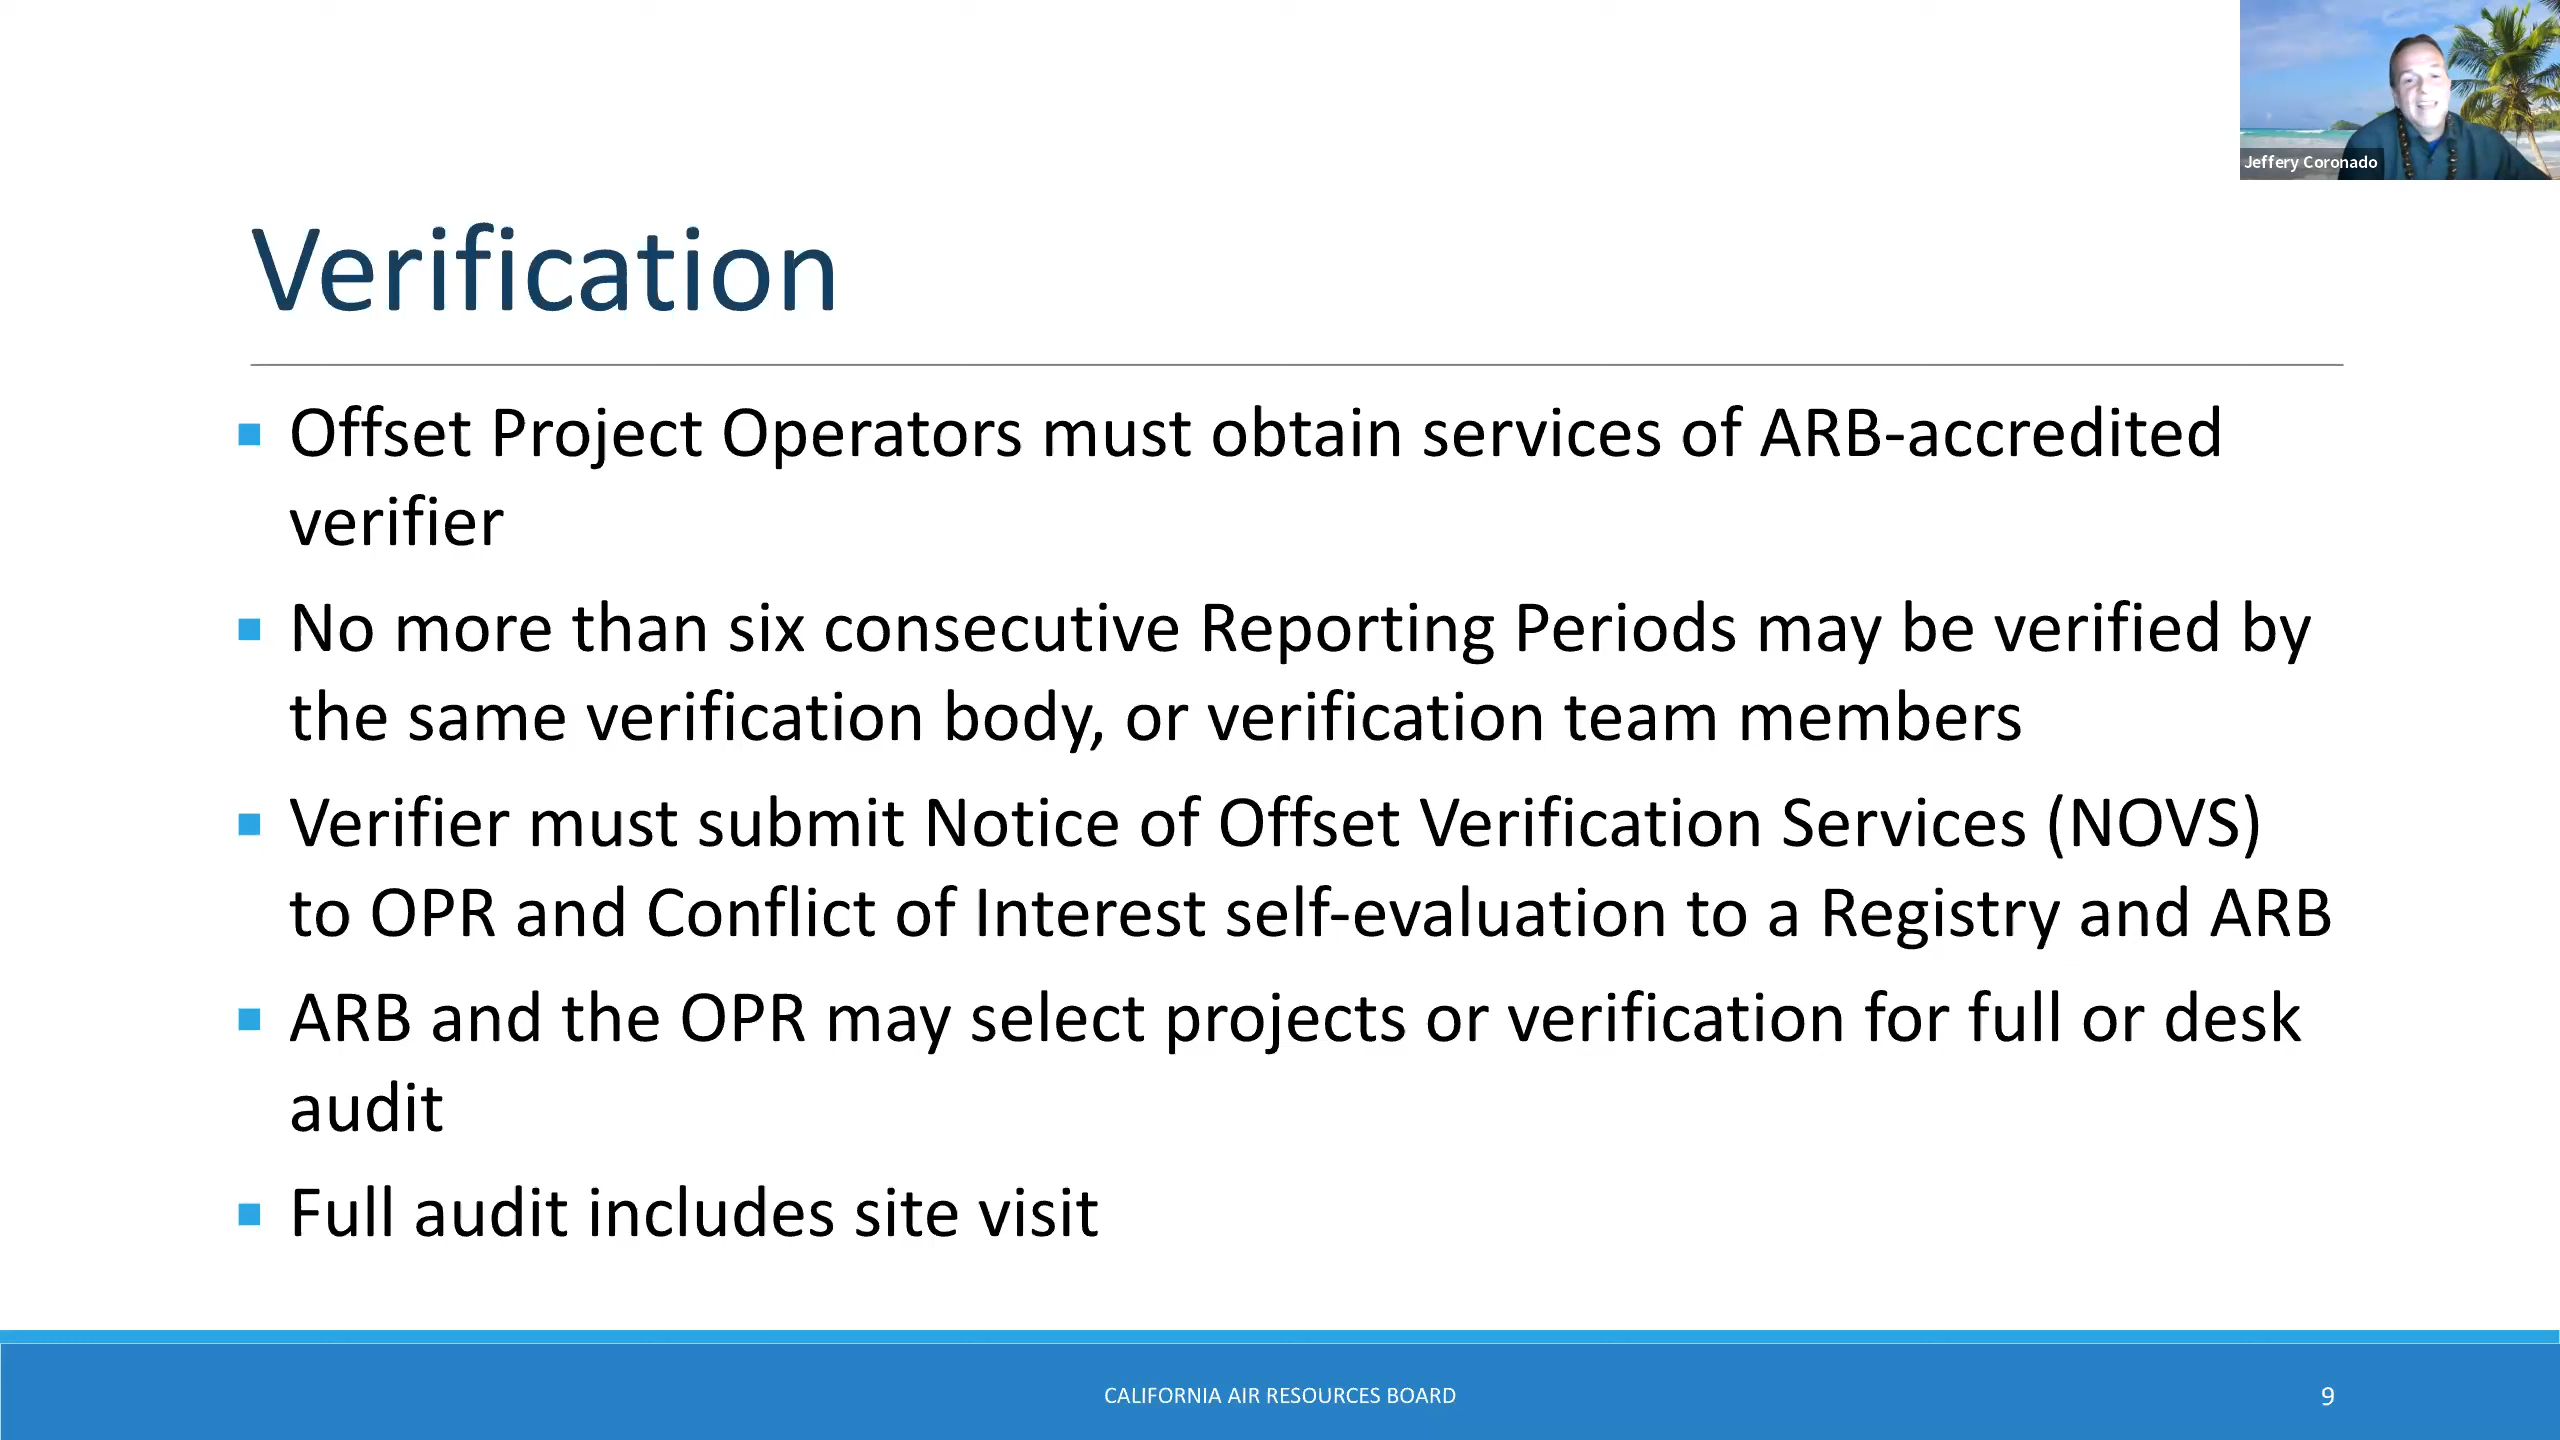 Jeffery Coronado
Verification
Offset Project Operators must obtain services of ARB-accredited
verifier
No more than six consecutive Reporting Periods may be verified by
the same verification body, or verification team members
Verifier must submit Notice of Offset Verification Services (NOVS)
to OPR and Conflict of Interest self-evaluation to a Registry and ARB
ARB and the OPR may select projects or verification for full or desk
audit
Full audit includes site visit
CALIFORNIA AIR RESOURCES BOARD
9